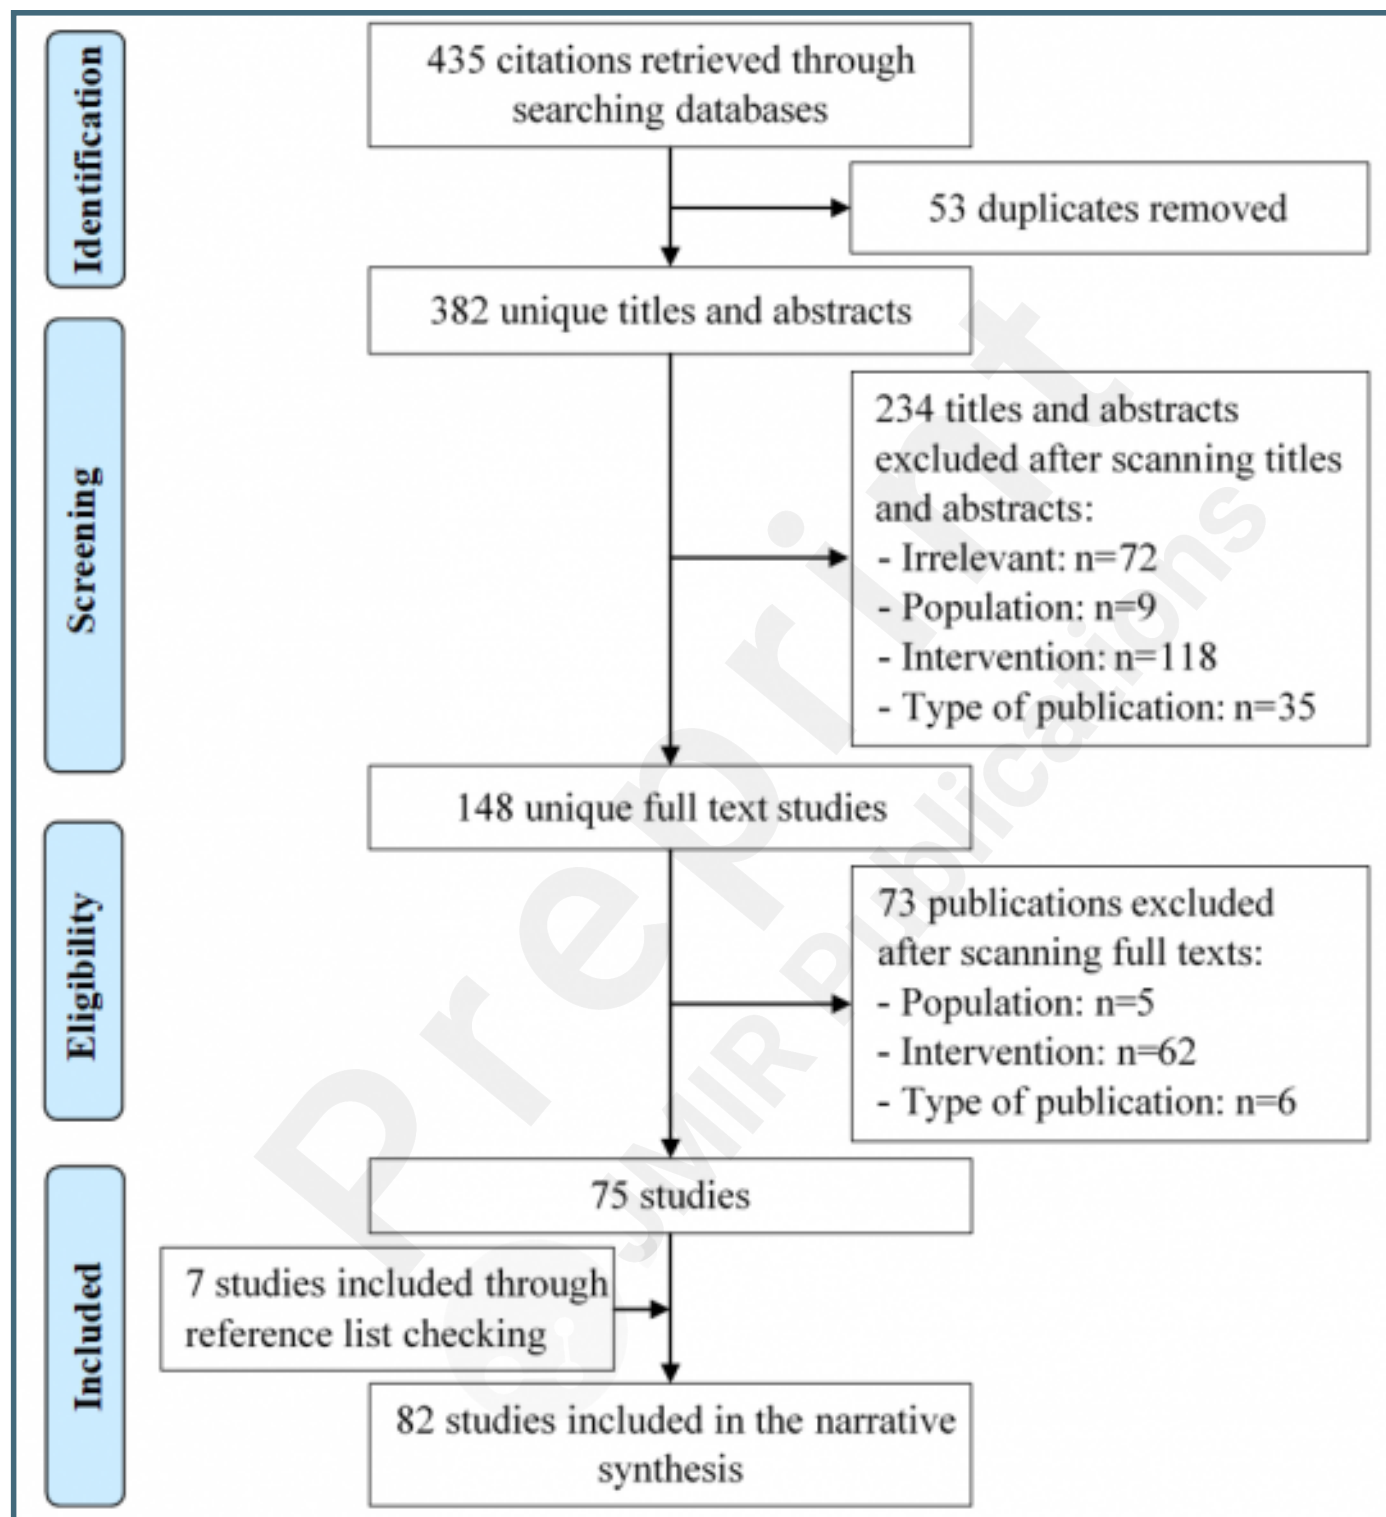 Identification
435 citations retrieved through
searching databases
53 duplicates removed
382 unique titles and abstracts
Screening
234 titles and abstracts
excluded after scanning titles
and abstracts:
- Irrelevant: n=72
- Population: n=9
- Intervention: n=118
- Type of publication: n=35
148 unique full text studies
Eligibility
73 publications excluded
after scanning full texts:
- Population: n=5
- Intervention: n=62
- Type of publication: n=6
75 studies
Included
7 studies included through
reference list checking
82 studies included in the narrative
synthesis
Preprint
JMIR Publications